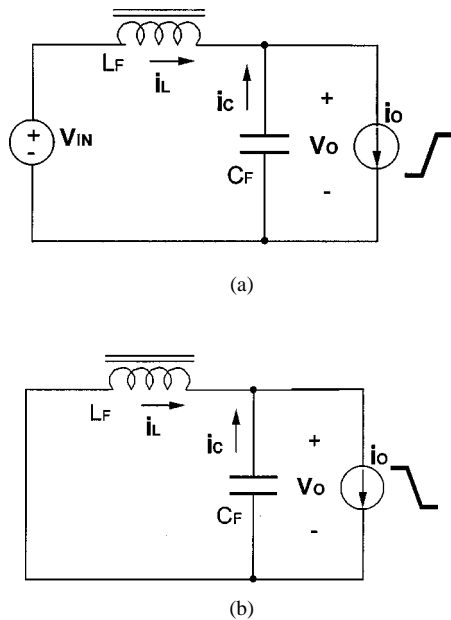 LF
iL
iC
+
iO
+
-
VIN
VO
CF
-
(a)
LF
iL
iC
+
iO
VO
CF
-
(b)